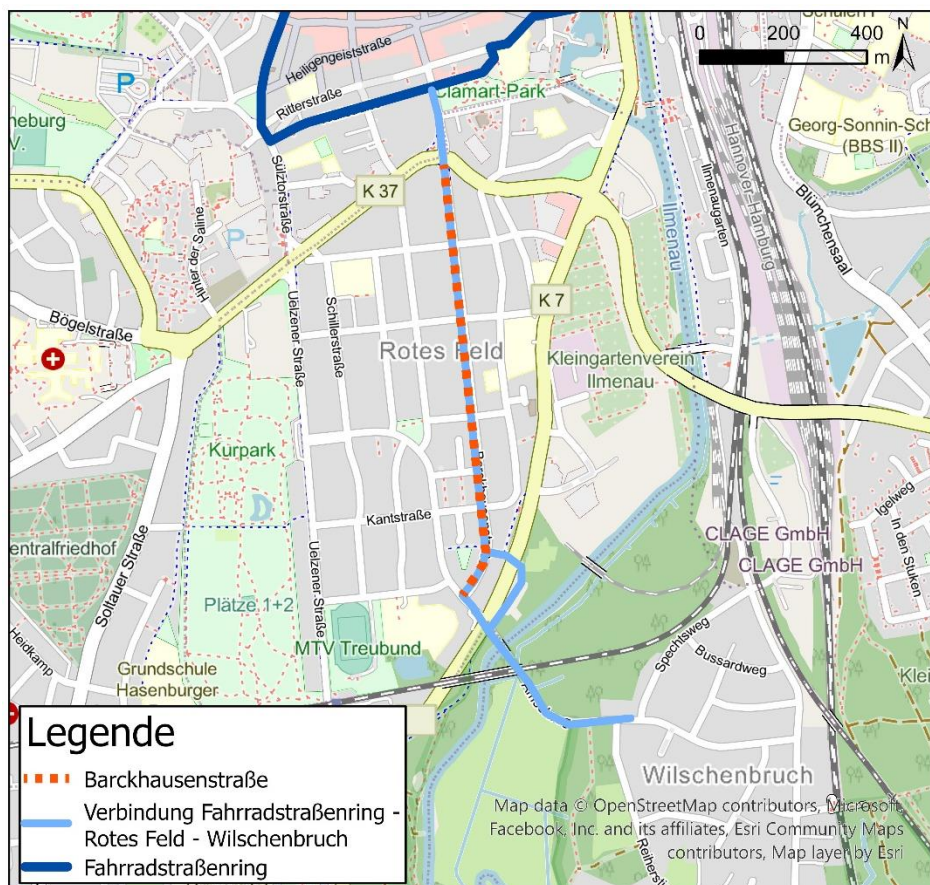 Schulen I
N
0
200
400
m
Heiligengeiststraße
Ritterstraße
Clamart-Park
P
neburg
V.
Georg-Sonnin-Sch
(BBS II)
Hannover-Hamburg
Ilmenaugarten
Ilmenau
Blümchensaal
Sülztorstraße
K 37
P
Hinter der Saline
K 7
Uelzener Straße
Schillerstraße
Bögelstraße
Rotes Feld
Kleingartenverein
Ilmenau
Kurpark
Kantstraße
Igelweg
In den Stuken
CLAGE GmbH
CLAGE GmbH
entralfriedhof
Soltauer Straße
Plätze 1+2
Uelzener Straße
Heidkamp
MTV Treubund
Spechtsweg
Bussardweg
Grundschule
Hasenburger
Klei
Wilschenbruch
Legende
Barckhausenstraße
Verbindung Fahrradstraßenring -
Rotes Feld - Wilschenbruch
Fahrradstraßenring
Map data © OpenStreetMap contributors, Microsoft,
Facebook, Inc. and its affiliates, Esri Community Maps
contributors, Map layer by Esri